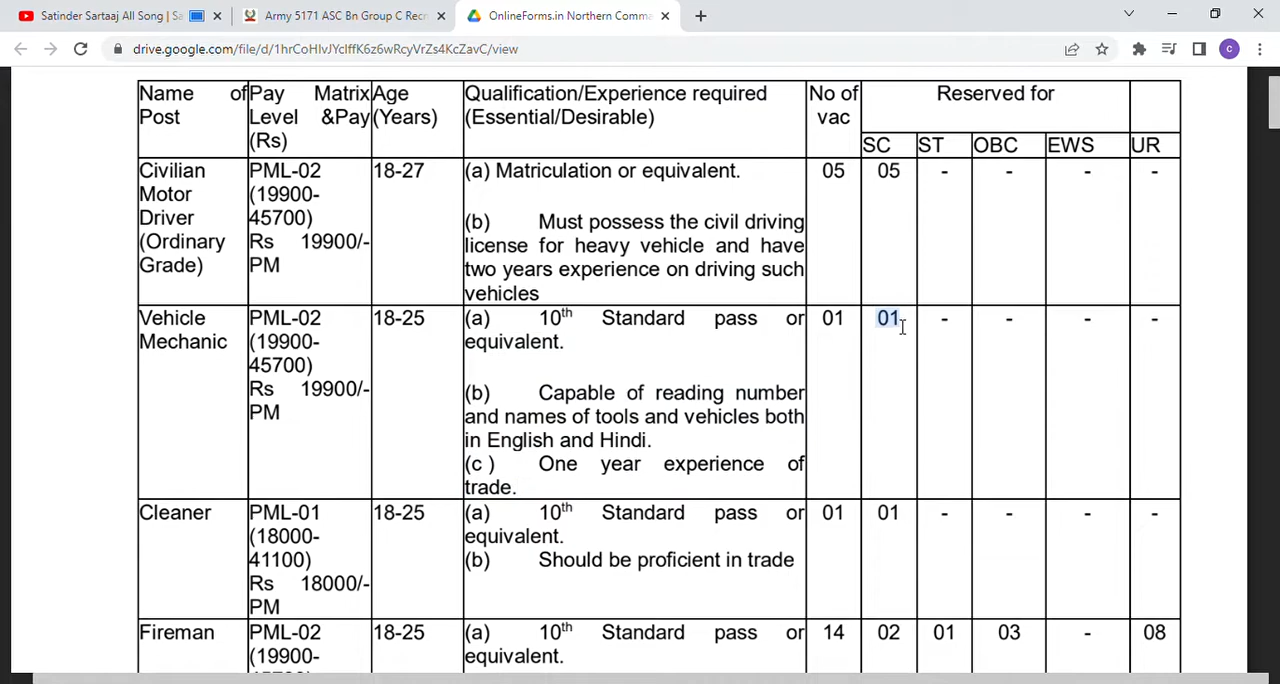 Satinder Sartaaj All Song | Sa
Army 5171 ASC Bn Group C Recr
OnlineForms.in Northern Comma
drive.google.com/file/d/1hrCoHIvJYcIffK6z6wRcyVrZs4KcZavC/view
c
Name of Post
Pay Matrix
Level &Pay
(Rs)
Age
(Years)
Qualification/Experience required
(Essential/Desirable)
No of
vac
Reserved for
SC ST OBC EWS UR
Civilian
Motor
Driver
(Ordinary
Grade)
PML-02
(19900-
45700)
Rs 19900/-
PM
18-27
(a) Matriculation or equivalent.
(b) Must possess the civil driving
license for heavy vehicle and have
two years experience on driving such
vehicles
05 05 - - - -
Vehicle
Mechanic
PML-02
(19900-
45700)
Rs 19900/-
PM
18-25
(a) 10th Standard pass or
equivalent.
(b) Capable of reading number
and names of tools and vehicles both
in English and Hindi.
(c ) One year experience of
trade.
01 01 - - - -
Cleaner
PML-01
(18000-
41100)
Rs 18000/-
PM
18-25
(a) 10th Standard pass or
equivalent.
(b) Should be proficient in trade
01 01 - - - -
Fireman
PML-02
(19900-
18-25
(a) 10th Standard pass or
equivalent.
14 02 01 03 - 08